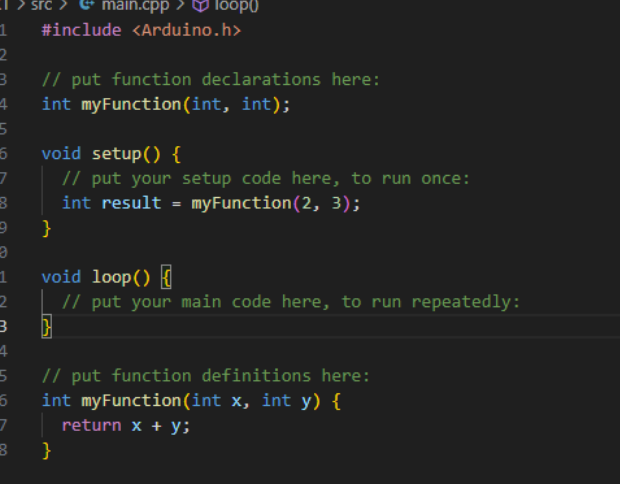 > src > main.cpp > loop()
1 #include <Arduino.h>
2
3 // put function declarations here:
4 int myFunction(int, int);
5
6 void setup() {
7 // put your setup code here, to run once:
8 int result = myFunction(2, 3);
9 }
0
1 void loop() {
2 // put your main code here, to run repeatedly:
3 }
4
5 // put function definitions here:
6 int myFunction(int x, int y) {
7 return x + y;
8 }